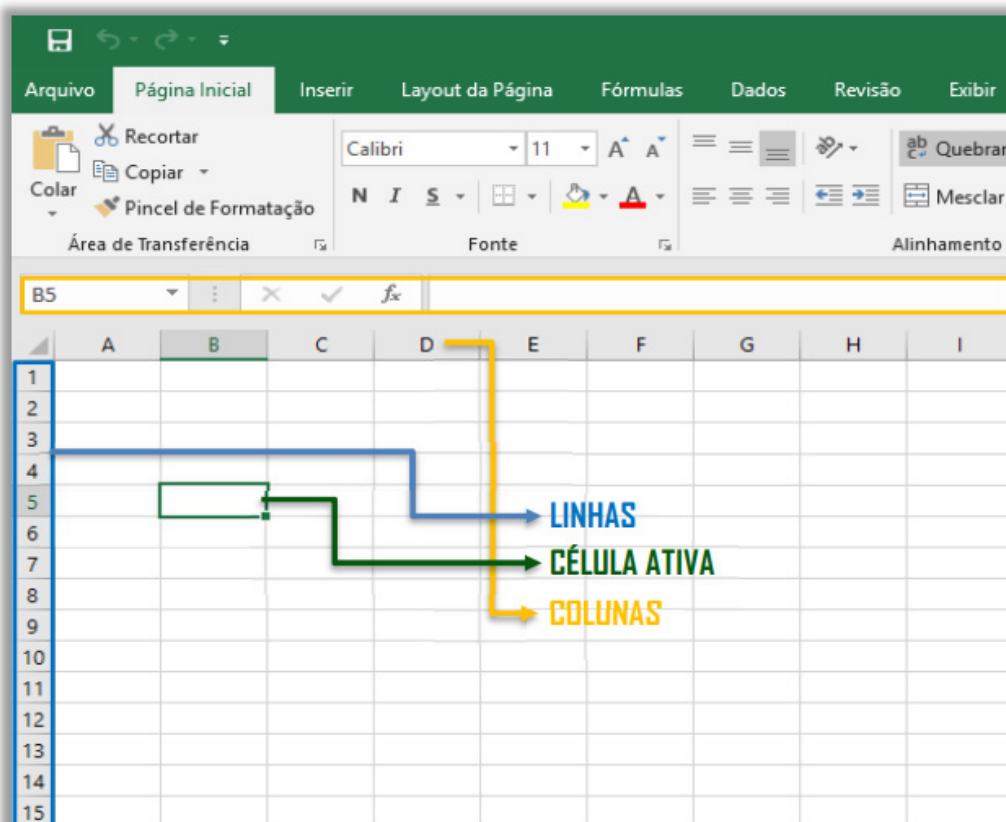 Arquivo Página Inicial Inserir Layout da Página Fórmulas Dados Revisão Exibir
Colar
Recortar
Copiar
Pincel de Formatação
Área de Transferência
Calibri 11 A A
N I S A
Fonte
ab Quebrar
Mesclar
Alinhamento
B5 fx
A B C D E F G H I
1
2
3
4
5
LINHAS
6
7
CÉLULA ATIVA
8
9
COLUNAS
10
11
12
13
14
15